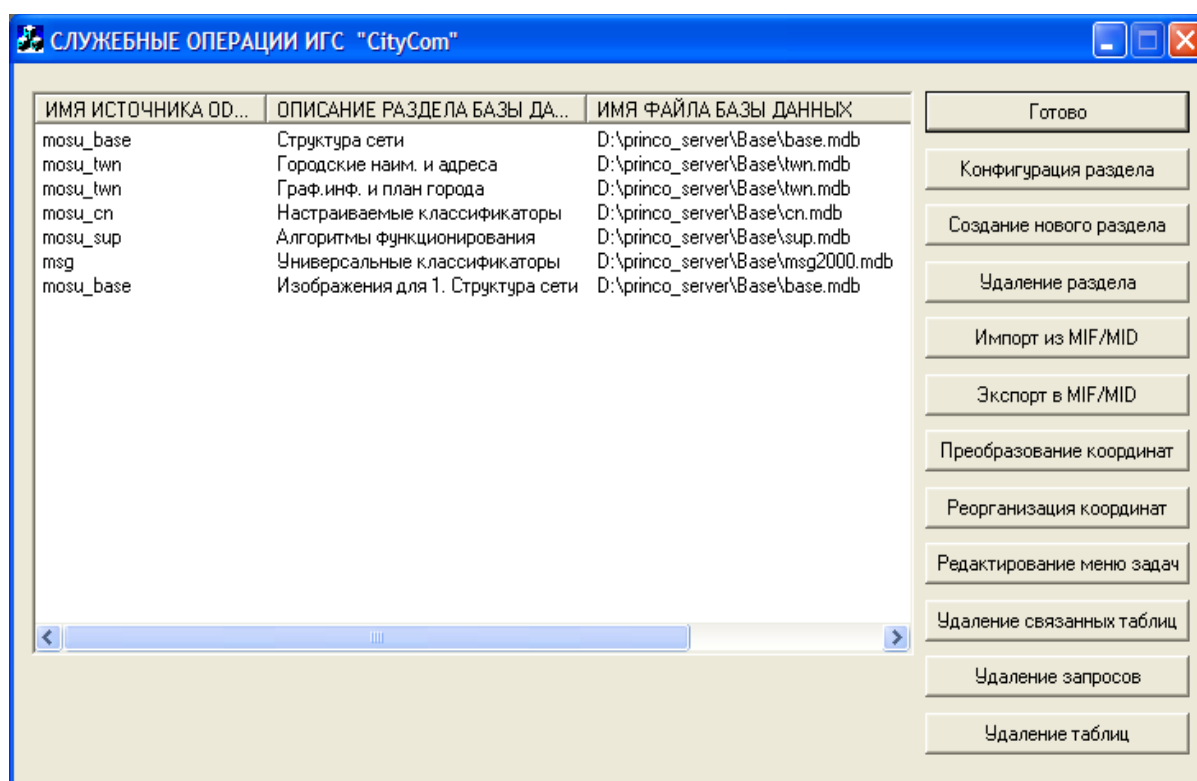 СЛУЖЕБНЫЕ ОПЕРАЦИИ ИГС "CityCom"
ИМЯ ИСТОЧНИКА OD... ОПИСАНИЕ РАЗДЕЛА БАЗЫ ДА... ИМЯ ФАЙЛА БАЗЫ ДАННЫХ
mosu_base Структура сети D:\princo_server\Base\base.mdb
mosu_twn Городские наим. и адреса D:\princo_server\Base\twn.mdb
mosu_twn Граф.инф. и план города D:\princo_server\Base\twn.mdb
mosu_cn Настраиваемые классификаторы D:\princo_server\Base\cn.mdb
mosu_sup Алгоритмы функционирования D:\princo_server\Base\sup.mdb
msg Универсальные классификаторы D:\princo_server\Base\msg2000.mdb
mosu_base Изображения для 1. Структура сети D:\princo_server\Base\base.mdb
Готово
Конфигурация раздела
Создание нового раздела
Удаление раздела
Импорт из MIF/MID
Экспорт в MIF/MID
Преобразование координат
Реорганизация координат
Редактирование меню задач
Удаление связанных таблиц
Удаление запросов
Удаление таблиц